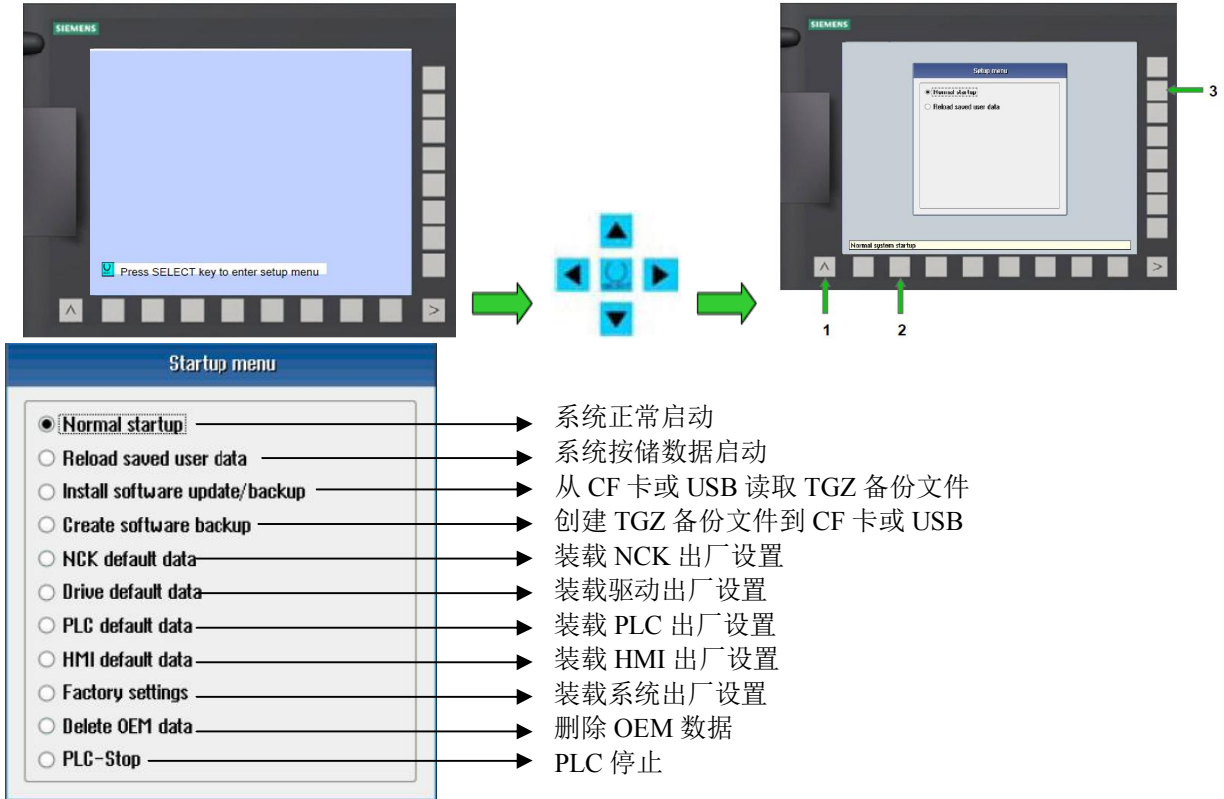 SIEMENS
Press SELECT key to enter setup menu
SELECT
SIEMENS
Setup menu
Normal startup
Reload saved user data
Normal system startup
1
2
3
Startup menu
Normal startup
系统正常启动
Reload saved user data
系统按储数据启动
Install software update/backup
从 CF 卡或 USB 读取 TGZ 备份文件
Create software backup
创建 TGZ 备份文件到 CF 卡或 USB
NCK default data
装载 NCK 出厂设置
Drive default data
装载驱动出厂设置
PLC default data
装载 PLC 出厂设置
HMI default data
装载 HMI 出厂设置
Factory settings
装载系统出厂设置
Delete OEM data
删除 OEM 数据
PLC-Stop
PLC 停止